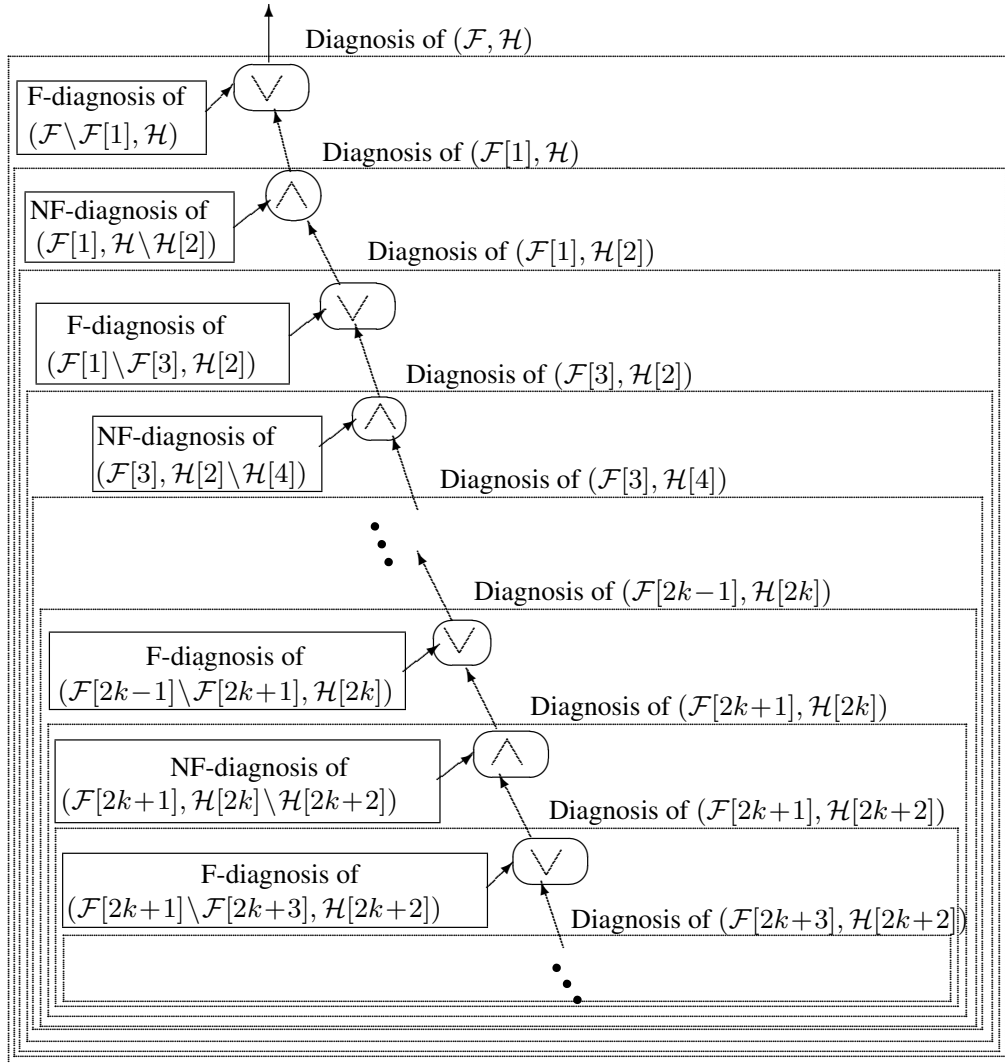 Diagnosis of (ℱ, ℋ)
F-diagnosis of
(ℱ\ℱ[1], ℋ)
Diagnosis of (ℱ[1], ℋ)
NF-diagnosis of
(ℱ[1], ℋ\ℋ[2])
Diagnosis of (ℱ[1], ℋ[2])
F-diagnosis of
(ℱ[1]\ℱ[3], ℋ[2])
Diagnosis of (ℱ[3], ℋ[2])
NF-diagnosis of
(ℱ[3], ℋ[2]\ℋ[4])
Diagnosis of (ℱ[3], ℋ[4])
Diagnosis of (ℱ[2k−1], ℋ[2k])
F-diagnosis of
(ℱ[2k−1]\ℱ[2k+1], ℋ[2k])
Diagnosis of (ℱ[2k+1], ℋ[2k])
NF-diagnosis of
(ℱ[2k+1], ℋ[2k]\ℋ[2k+2])
Diagnosis of (ℱ[2k+1], ℋ[2k+2])
F-diagnosis of
(ℱ[2k+1]\ℱ[2k+3], ℋ[2k+2])
Diagnosis of (ℱ[2k+3], ℋ[2k+2])